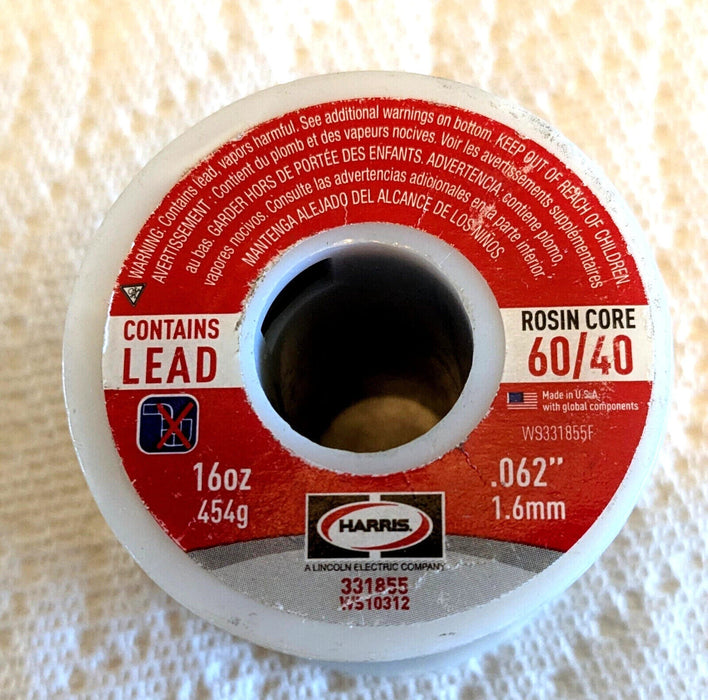 WARNING: Contains lead, vapors harmful. See additional warnings on bottom. KEEP OUT OF REACH OF CHILDREN.
AVERTISSEMENT : Contient du plomb et des vapeurs nocives. Voir les avertissements supplémentaires
au bas. GARDER HORS DE PORTÉE DES ENFANTS. ADVERTENCIA: contiene plomo,
vapores nocivos. Consulte las advertencias adicionales en la parte inferior.
MANTENGA ALEJADO DEL ALCANCE DE LOS NIÑOS.
CONTAINS
LEAD
ROSIN CORE
60/40
Made in U.S.A.
with global components
WS331855F
16oz
454g
.062"
1.6mm
HARRIS.
A LINCOLN ELECTRIC COMPANY
331855
WS10312